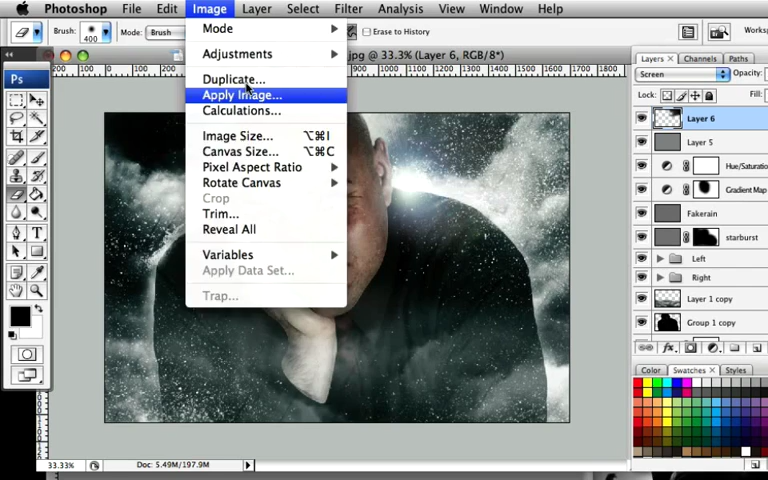 Photoshop File Edit Image Layer Select Filter Analysis View Window Help
Brush: 400 Mode: Brush Erase to History Works
.jpg @ 33.3% (Layer 6, RGB/8*)
Mode
Adjustments
Duplicate...
Apply Image...
Calculations...
Image Size... ⌥⌘I
Canvas Size... ⌥⌘C
Pixel Aspect Ratio
Rotate Canvas
Crop
Trim...
Reveal All
Variables
Apply Data Set...
Trap...
Ps
Layers x Channels Paths
Screen Opacity:
Lock: Fill:
Layer 6
Layer 5
Hue/Saturatio
Gradient Map
Fakerain
starburst
Left
Right
Layer 1 copy
Group 1 copy
Color Swatches x Styles
33.33% Doc: 5.49M/197.9M